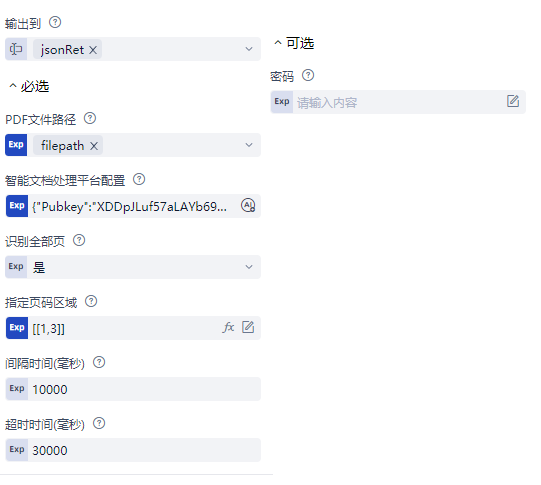 输出到
jsonRet
必选
PDF文件路径
Exp filepath
智能文档处理平台配置
Exp {"Pubkey":"XDDpJLuf57aLAYb69...
识别全部页
Exp 是
指定页码区域
Exp [[1,3]] fx
间隔时间(毫秒)
Exp 10000
超时时间(毫秒)
Exp 30000
可选
密码
Exp 请输入内容